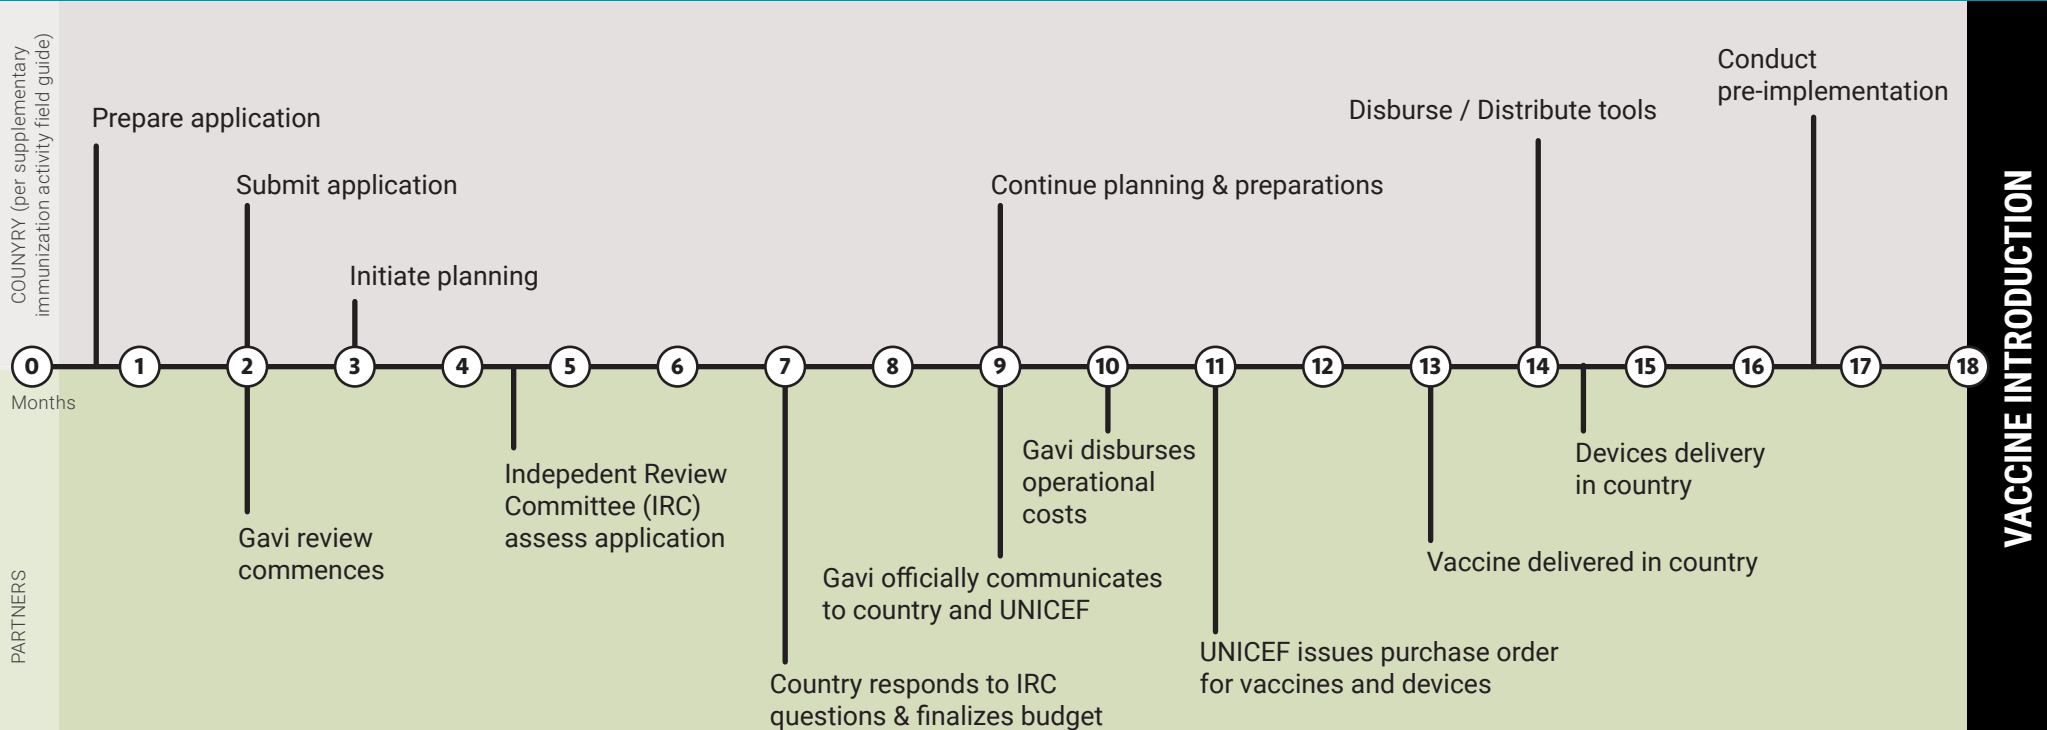 COUNYRY (per supplementary
immunization activity field guide)
Prepare application
Submit application
Initiate planning
Continue planning & preparations
Disburse / Distribute tools
Conduct
pre-implementation
0 1 2 3 4 5 6 7 8 9 10 11 12 13 14 15 16 17 18
Months
PARTNERS
Gavi review
commences
Indepedent Review
Committee (IRC)
assess application
Country responds to IRC
questions & finalizes budget
Gavi officially communicates
to country and UNICEF
Gavi disburses
operational
costs
UNICEF issues purchase order
for vaccines and devices
Vaccine delivered in country
Devices delivery
in country
VACCINE INTRODUCTION